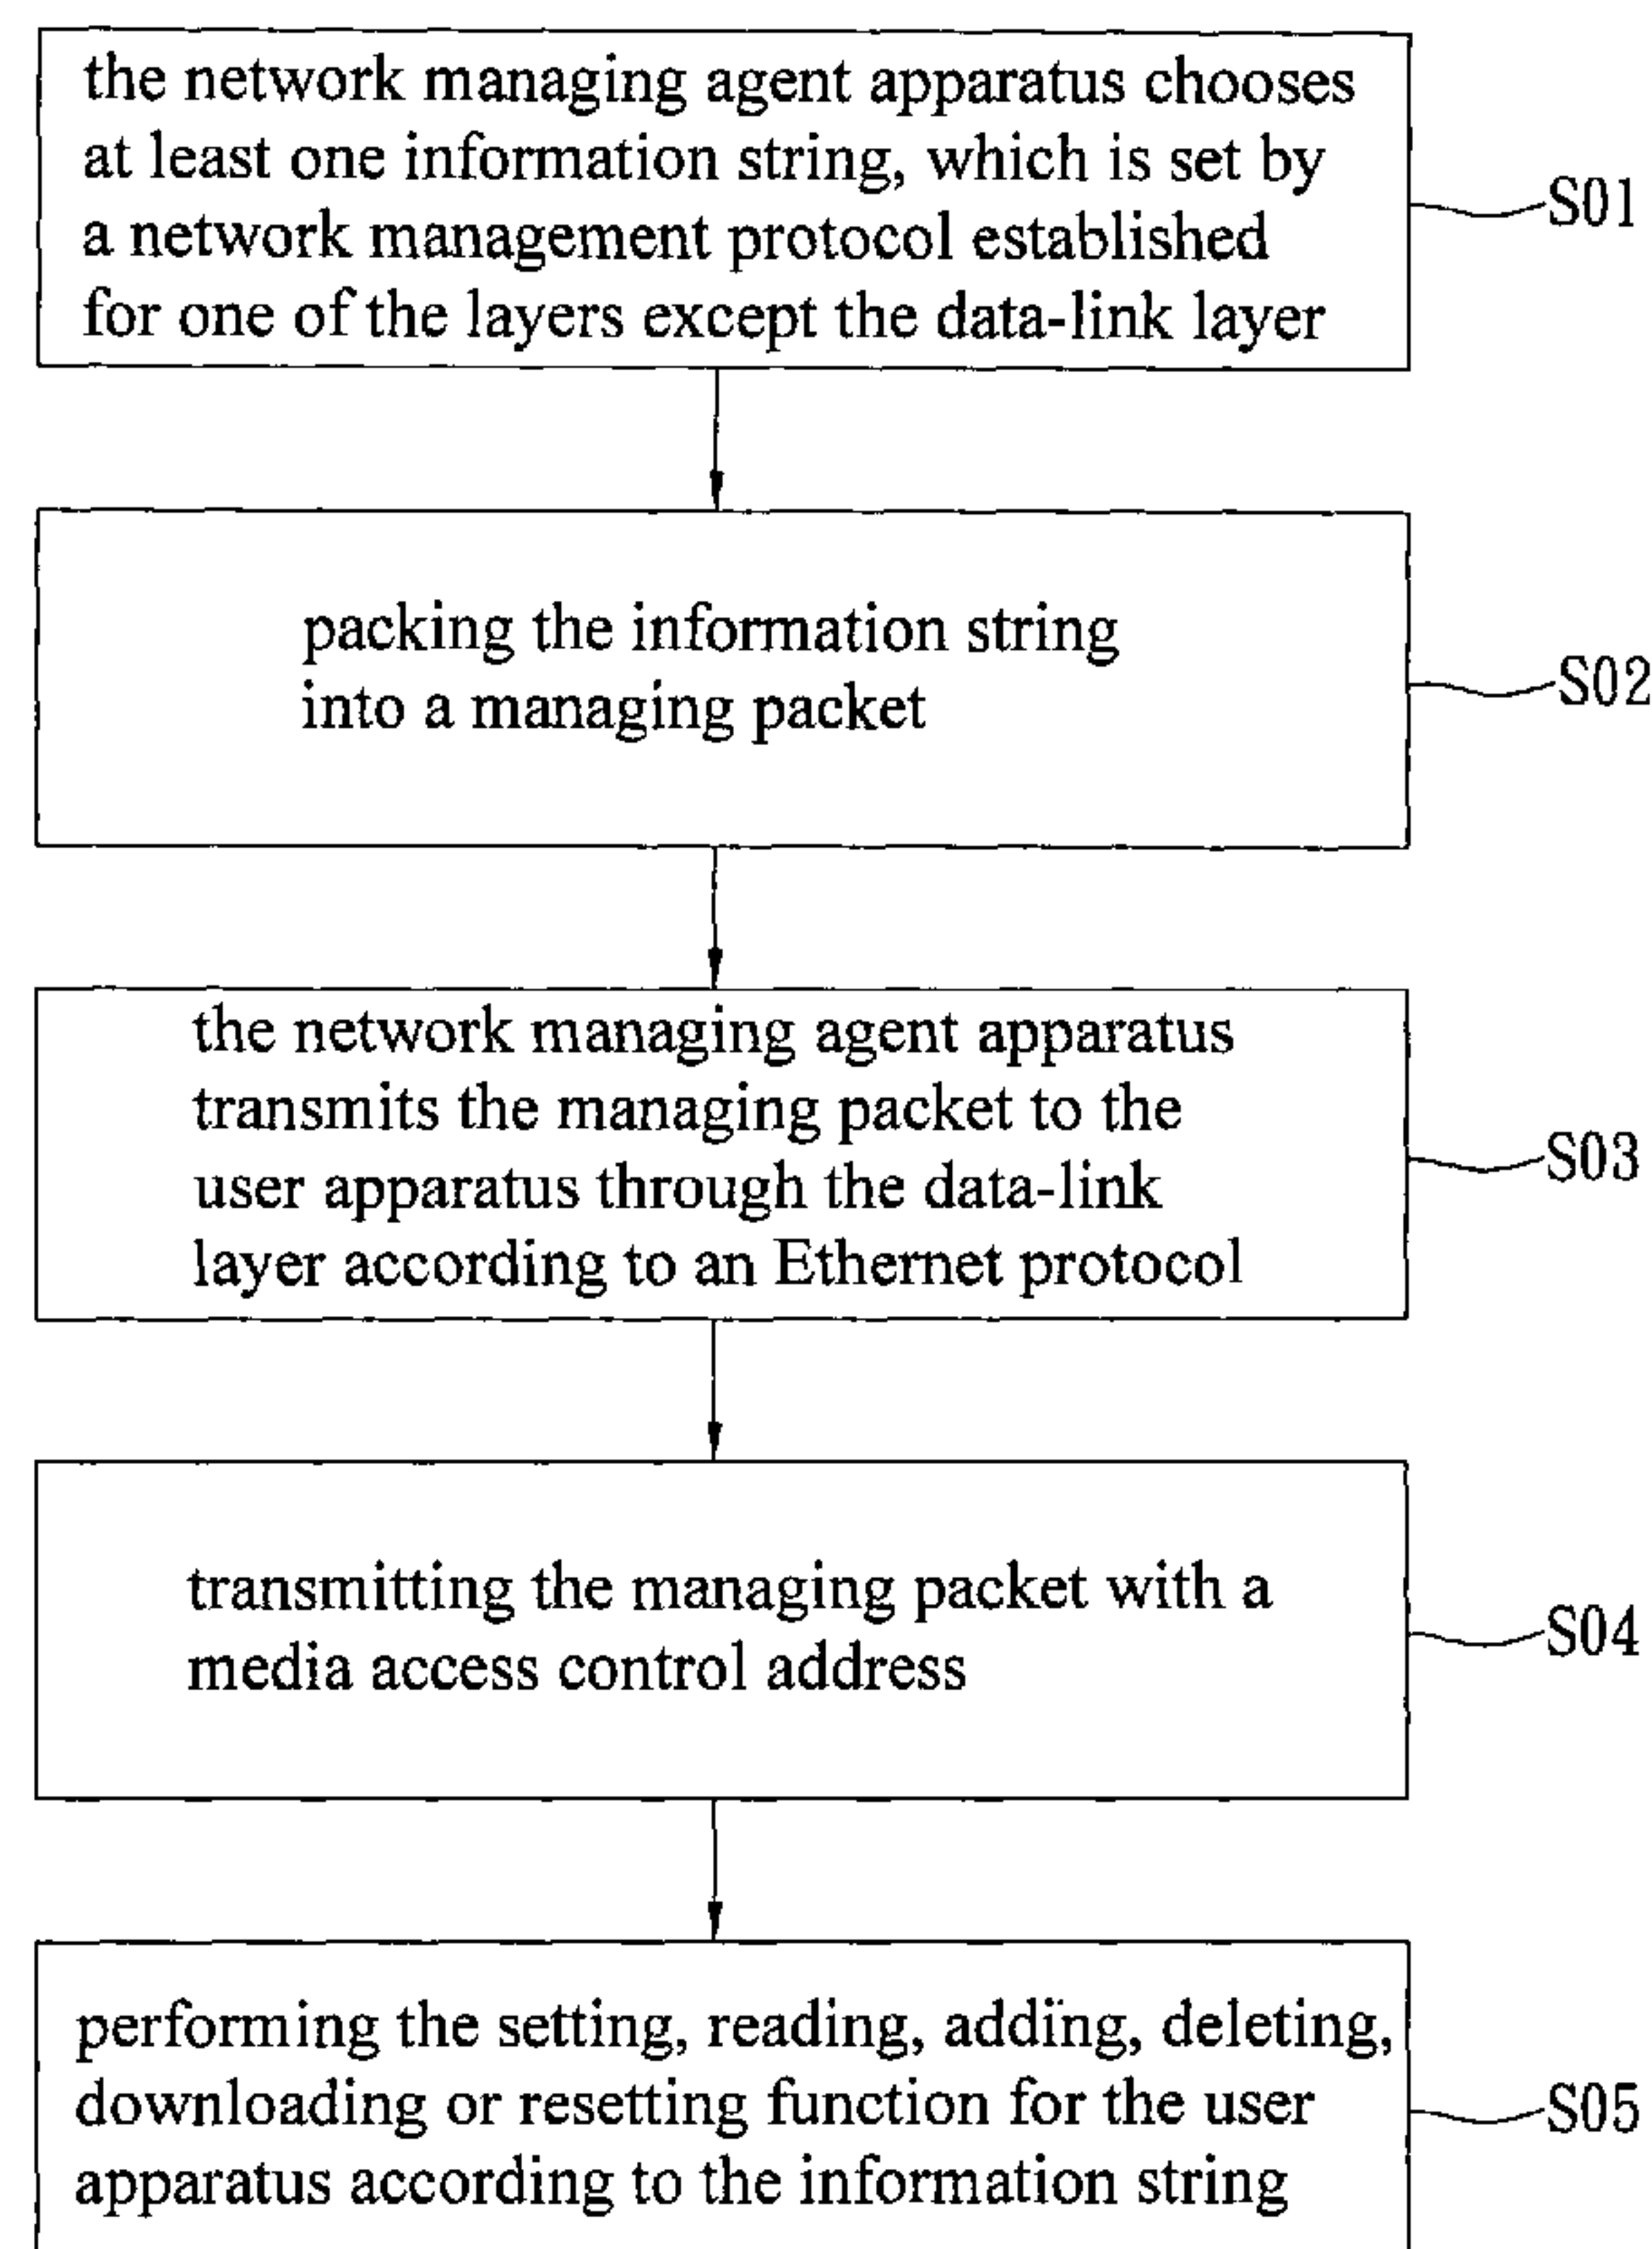 the network managing agent apparatus chooses
at least one information string, which is set by
a network management protocol established
for one of the layers except the data-link layer
S01
packing the information string
into a managing packet
S02
the network managing agent apparatus
transmits the managing packet to the
user apparatus through the data-link
layer according to an Ethernet protocol
S03
transmitting the managing packet with a
media access control address
S04
performing the setting, reading, adding, deleting,
downloading or resetting function for the user
apparatus according to the information string
S05